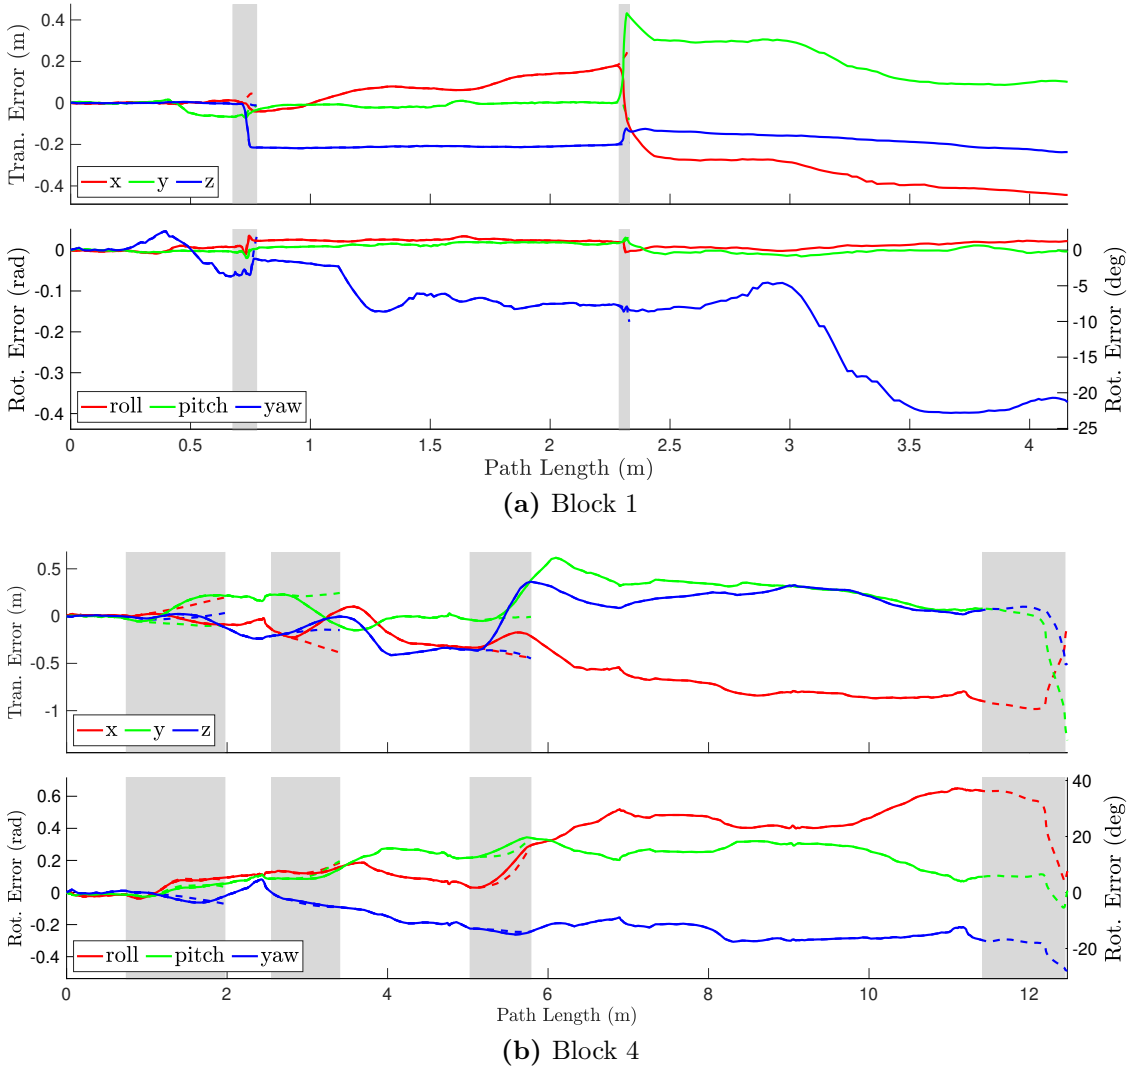 Tran. Error (m)
0.4
0.2
0
-0.2
-0.4
x y z
Rot. Error (rad)
0
-0.1
-0.2
-0.3
-0.4
roll pitch yaw
0
-5
-10
-15
-20
-25
Rot. Error (deg)
0 0.5 1 1.5 2 2.5 3 3.5 4
Path Length (m)
(a) Block 1
Tran. Error (m)
0.5
0
-0.5
-1
x y z
Rot. Error (rad)
0.6
0.4
0.2
0
-0.2
-0.4
roll pitch yaw
40
20
0
-20
Rot. Error (deg)
0 2 4 6 8 10 12
Path Length (m)
(b) Block 4